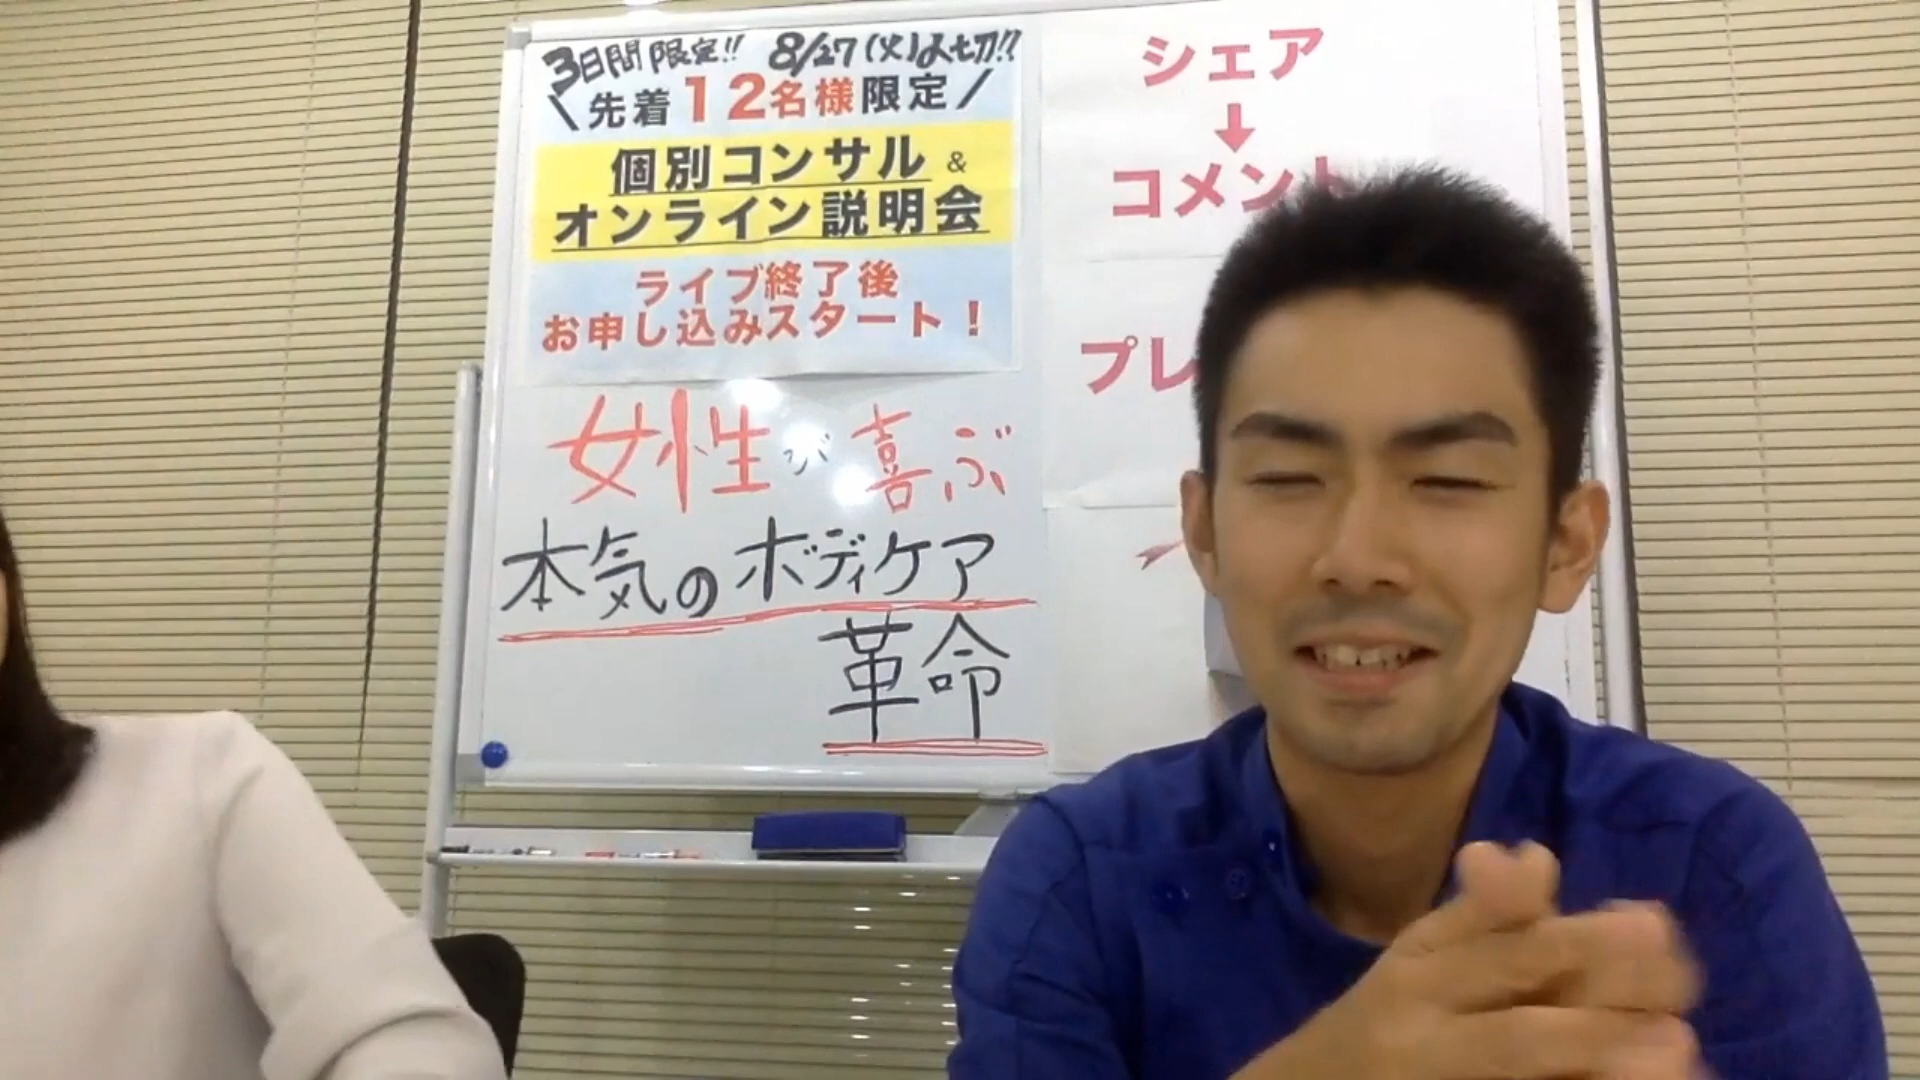 3日間限定!! 8/27(火)〆切!!
\先着12名様限定/
個別コンサル &
オンライン説明会
ライブ終了後
お申し込みスタート!
女性が喜ぶ
本気のボディケア
革命
シェア
↓
コメント
プレ